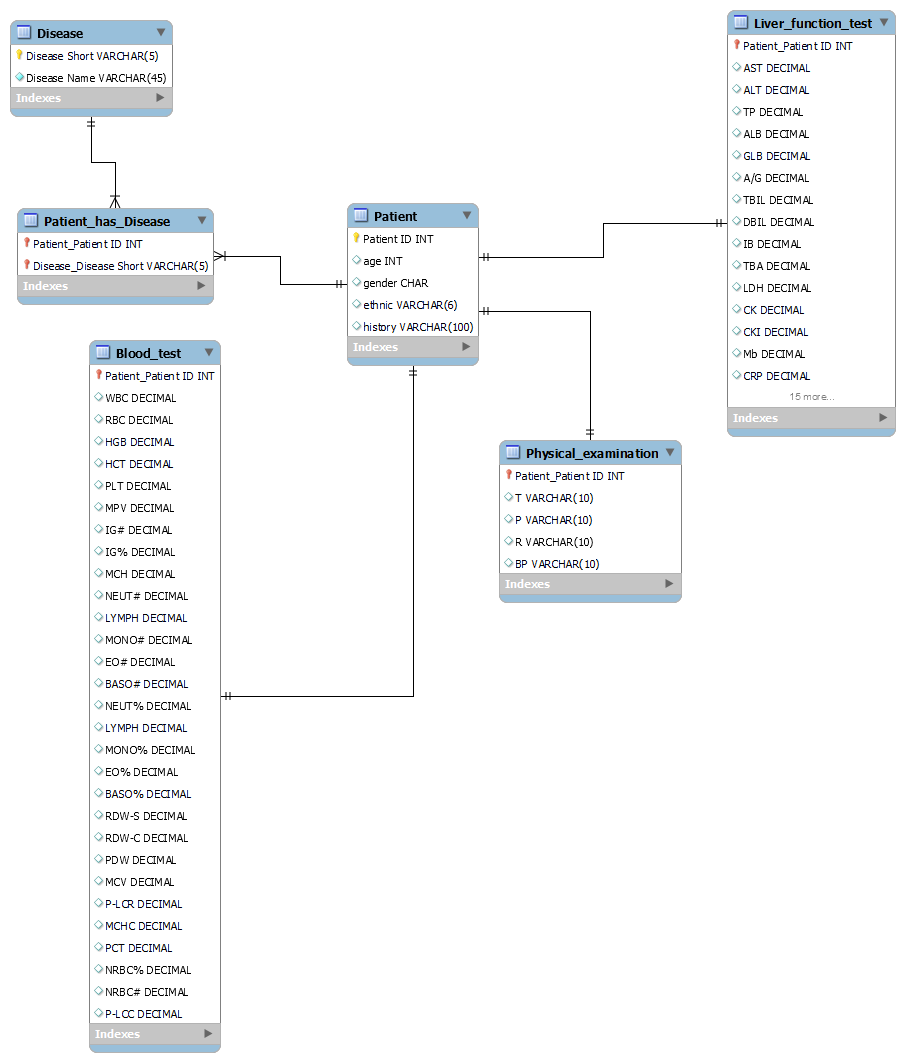 Disease
Disease Short VARCHAR(5)
Disease Name VARCHAR(45)
Indexes
Patient_has_Disease
Patient_Patient ID INT
Disease_Disease Short VARCHAR(5)
Indexes
Patient
Patient ID INT
age INT
gender CHAR
ethnic VARCHAR(6)
history VARCHAR(100)
Indexes
Liver_function_test
Patient_Patient ID INT
AST DECIMAL
ALT DECIMAL
TP DECIMAL
ALB DECIMAL
GLB DECIMAL
A/G DECIMAL
TBIL DECIMAL
DBIL DECIMAL
IB DECIMAL
TBA DECIMAL
LDH DECIMAL
CK DECIMAL
CKI DECIMAL
Mb DECIMAL
CRP DECIMAL
15 more...
Indexes
Blood_test
Patient_Patient ID INT
WBC DECIMAL
RBC DECIMAL
HGB DECIMAL
HCT DECIMAL
PLT DECIMAL
MPV DECIMAL
IG# DECIMAL
IG% DECIMAL
MCH DECIMAL
NEUT# DECIMAL
LYMPH DECIMAL
MONO# DECIMAL
EO# DECIMAL
BASO# DECIMAL
NEUT% DECIMAL
LYMPH DECIMAL
MONO% DECIMAL
EO% DECIMAL
BASO% DECIMAL
RDW-S DECIMAL
RDW-C DECIMAL
PDW DECIMAL
MCV DECIMAL
P-LCR DECIMAL
MCHC DECIMAL
PCT DECIMAL
NRBC% DECIMAL
NRBC# DECIMAL
P-LCC DECIMAL
Indexes
Physical_examination
Patient_Patient ID INT
T VARCHAR(10)
P VARCHAR(10)
R VARCHAR(10)
BP VARCHAR(10)
Indexes